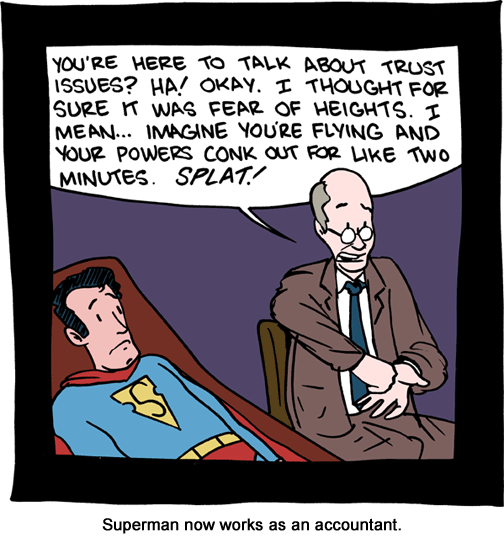 YOU'RE HERE TO TALK ABOUT TRUST
ISSUES? HA! OKAY. I THOUGHT FOR
SURE IT WAS FEAR OF HEIGHTS. I
MEAN... IMAGINE YOU'RE FLYING AND
YOUR POWERS CONK OUT FOR LIKE TWO
MINUTES. SPLAT!
S
Superman now works as an accountant.